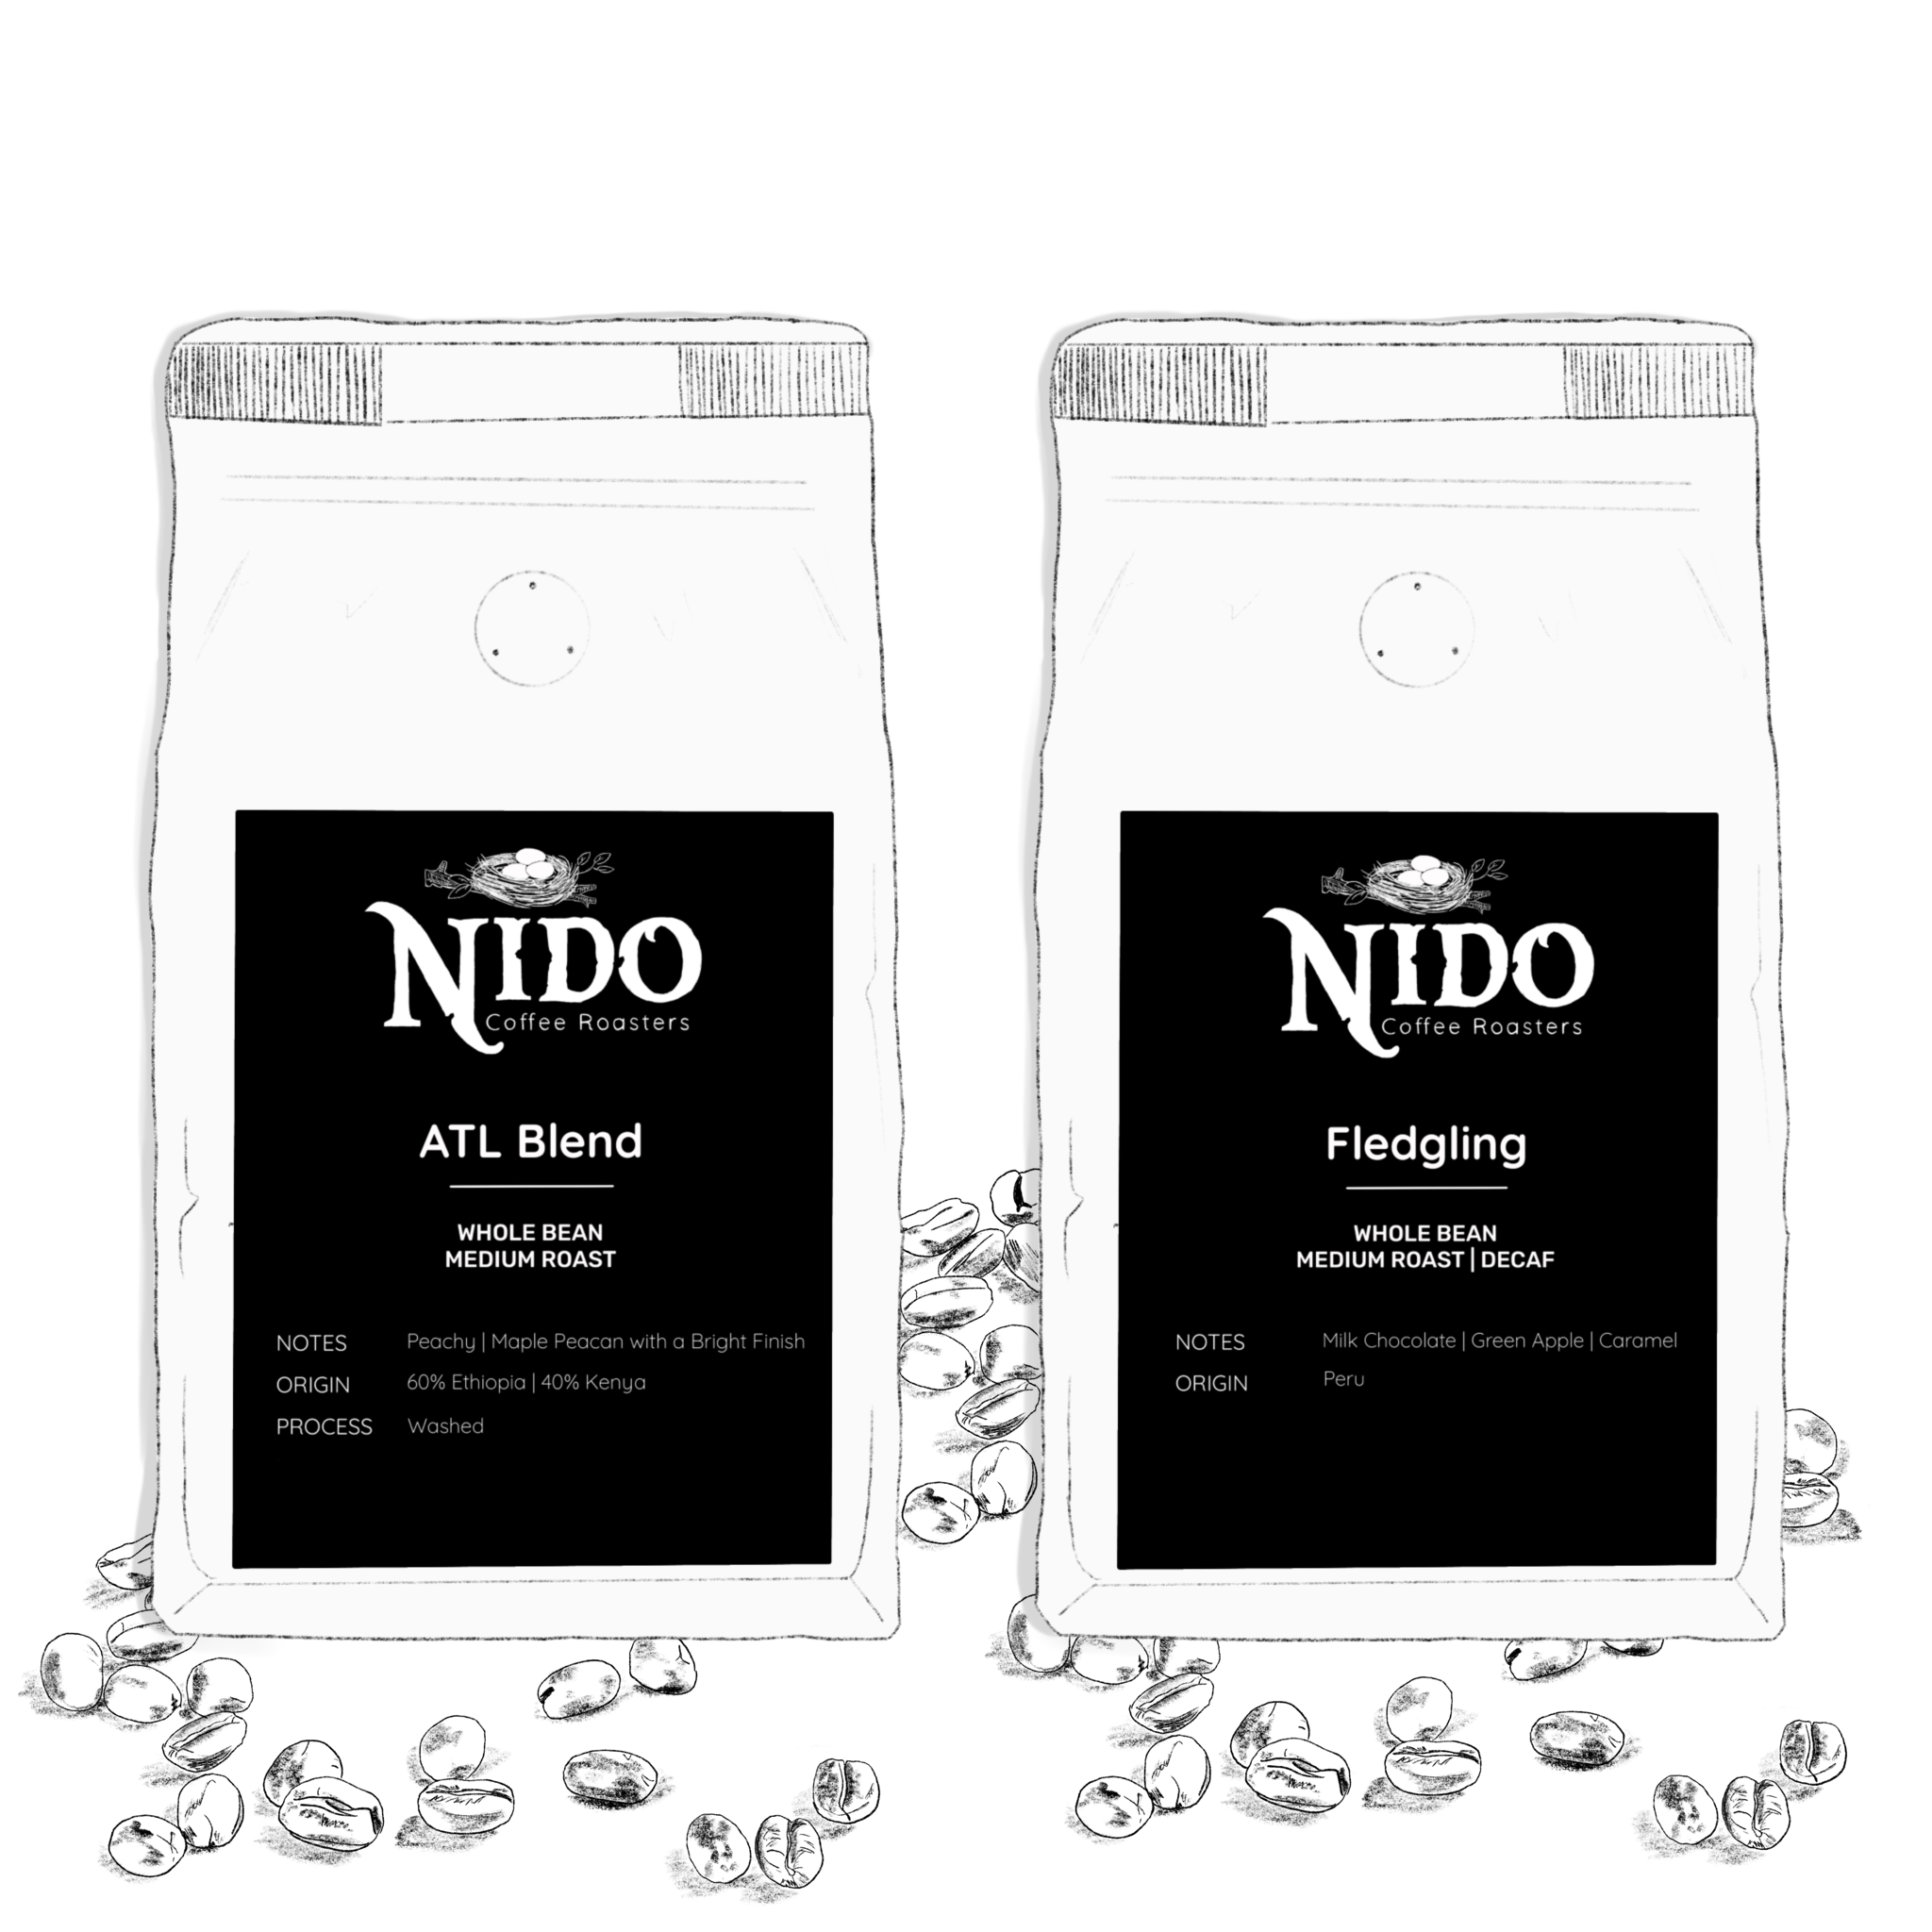 NIDO
Coffee Roasters
ATL Blend
WHOLE BEAN
MEDIUM ROAST
NOTES Peachy | Maple Peacan with a Bright Finish
ORIGIN 60% Ethiopia | 40% Kenya
PROCESS Washed
NIDO
Coffee Roasters
Fledgling
WHOLE BEAN
MEDIUM ROAST | DECAF
NOTES Milk Chocolate | Green Apple | Caramel
ORIGIN Peru